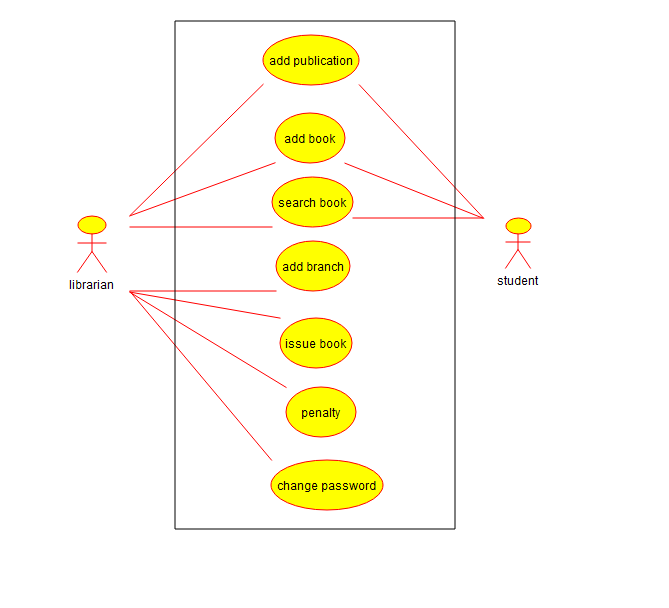 add publication
add book
search book
add branch
issue book
penalty
change password
librarian
student